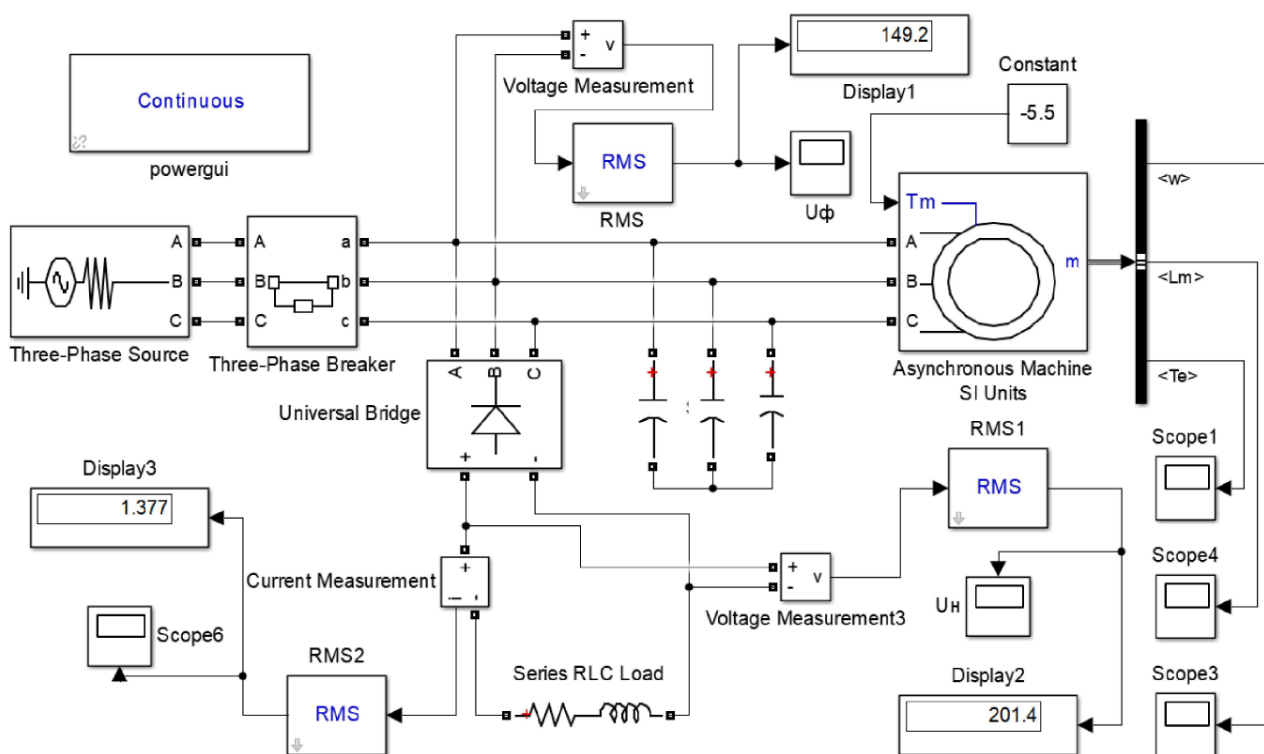 149.2
Continuous
v
Voltage Measurement
Display1
Constant
-5.5
powergui
RMS
RMS
Uф
Tm
A
B
C
m
<w>
<Lm>
<Te>
A
B
C
Three-Phase Source
A
B
C
a
b
c
Three-Phase Breaker
A
B
C
Universal Bridge
+
-
Asynchronous Machine
SI Units
RMS1
RMS
Scope1
Display3
1.377
Current Measurement
+
i
-
+
-
v
Voltage Measurement3
Uн
Scope4
Scope6
RMS2
RMS
Series RLC Load
Display2
201.4
Scope3